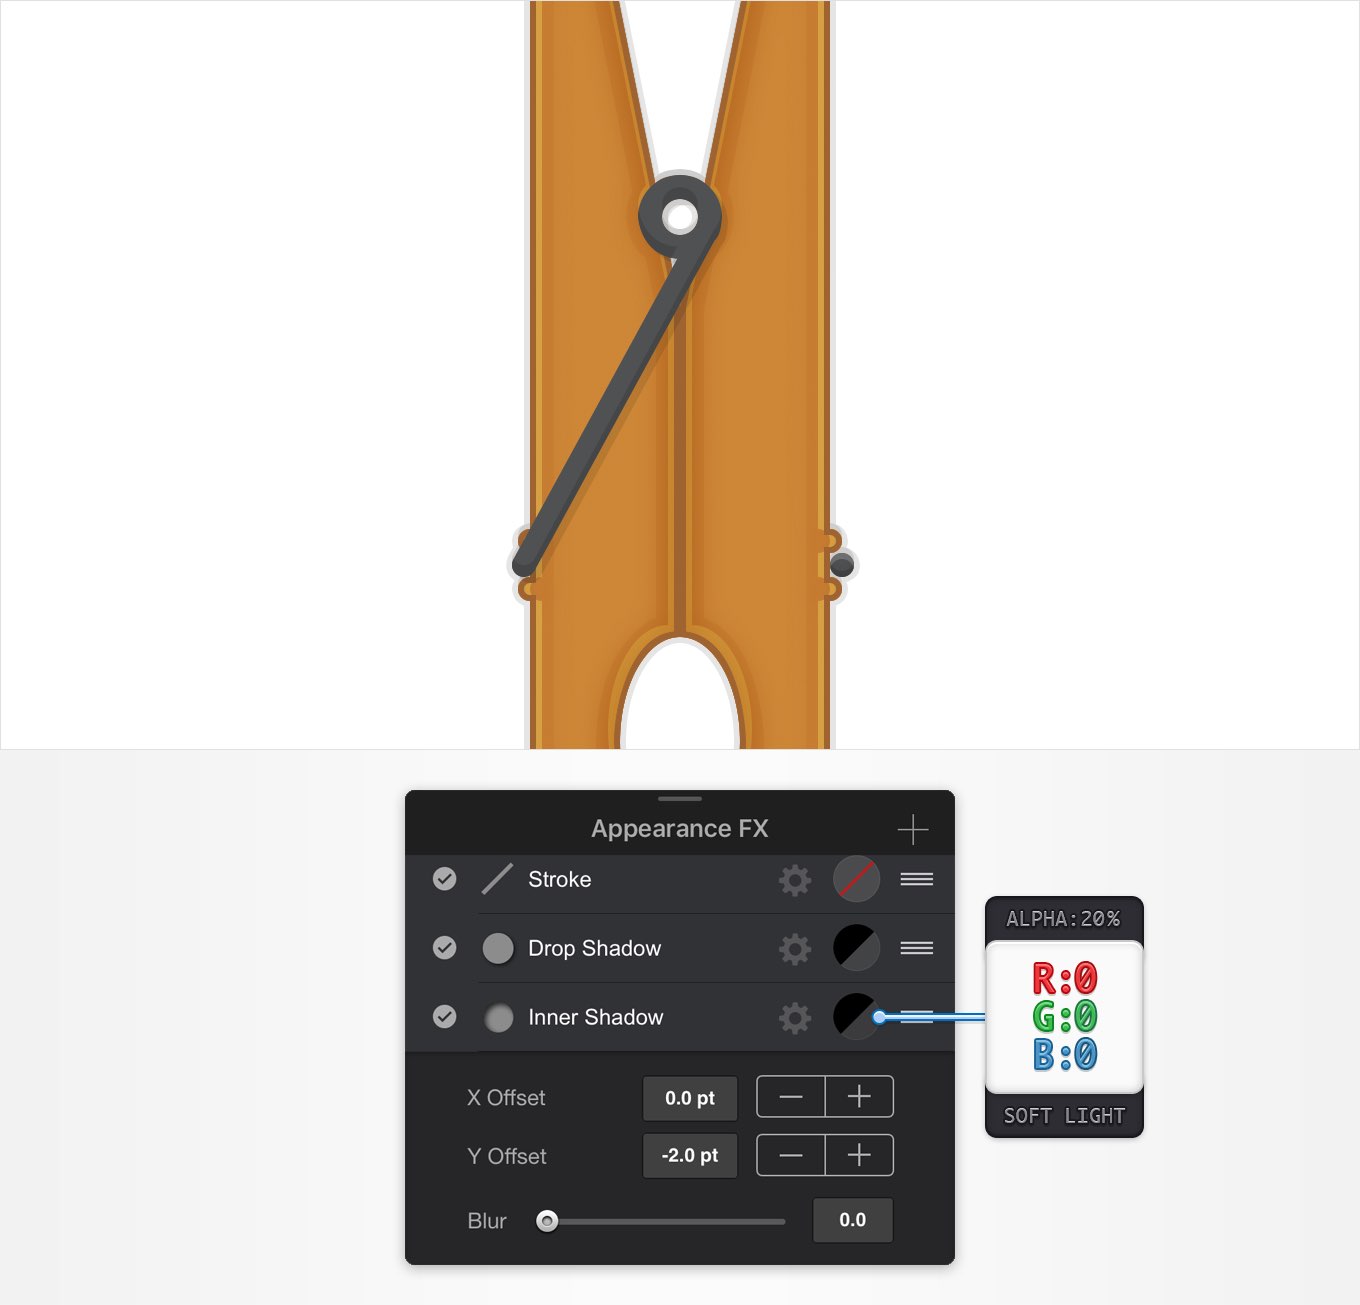 Appearance FX
Stroke
Drop Shadow
Inner Shadow
X Offset 0.0 pt
Y Offset -2.0 pt
Blur 0.0
ALPHA:20%
R:0
G:0
B:0
SOFT LIGHT